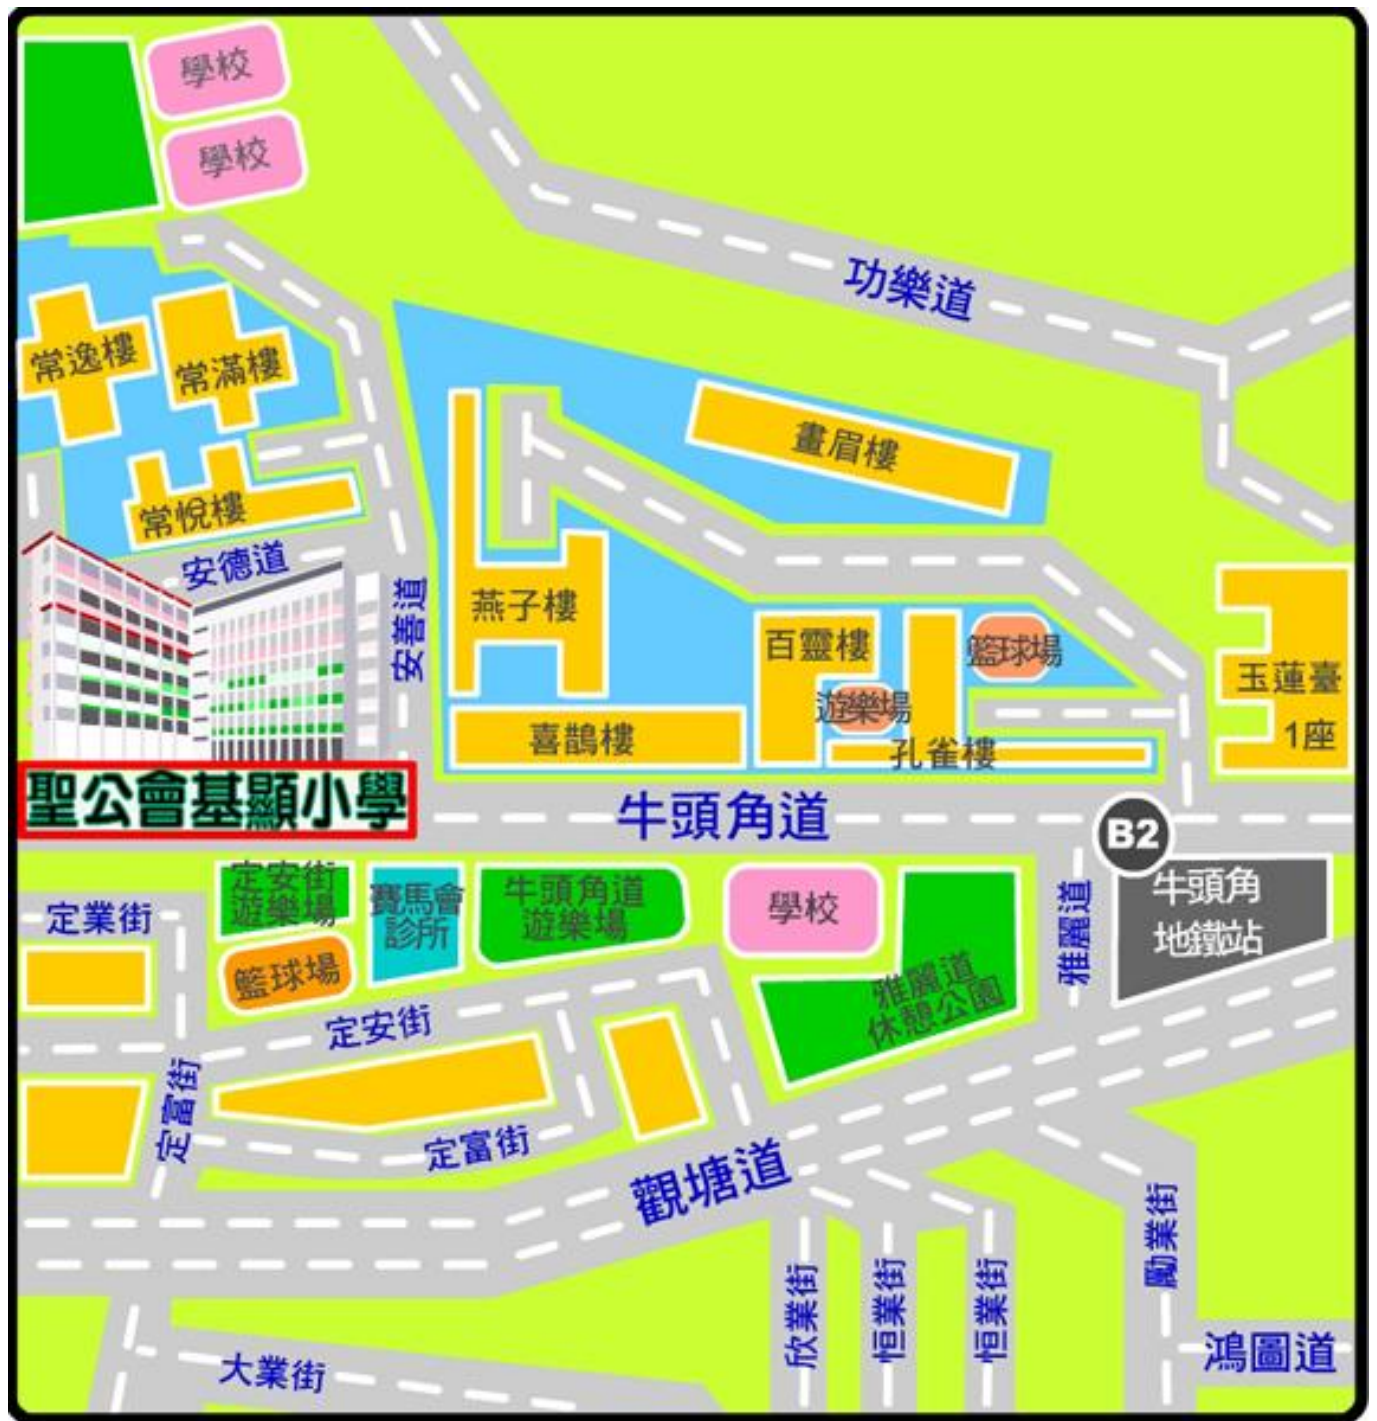 學校
學校
功樂道
常逸樓
常滿樓
畫眉樓
常悅樓
安德道
安善道
燕子樓
百靈樓
籃球場
遊樂場
玉蓮臺
1座
喜鵲樓
孔雀樓
聖公會基顯小學
牛頭角道
B2
定安街
遊樂場
賽馬會
診所
牛頭角道
遊樂場
學校
雅麗道
牛頭角
地鐵站
定業街
籃球場
雅麗道
休憩公園
定安街
定富街
定富街
觀塘道
欣業街
恒業街
恒業街
勵業街
鴻圖道
大業街